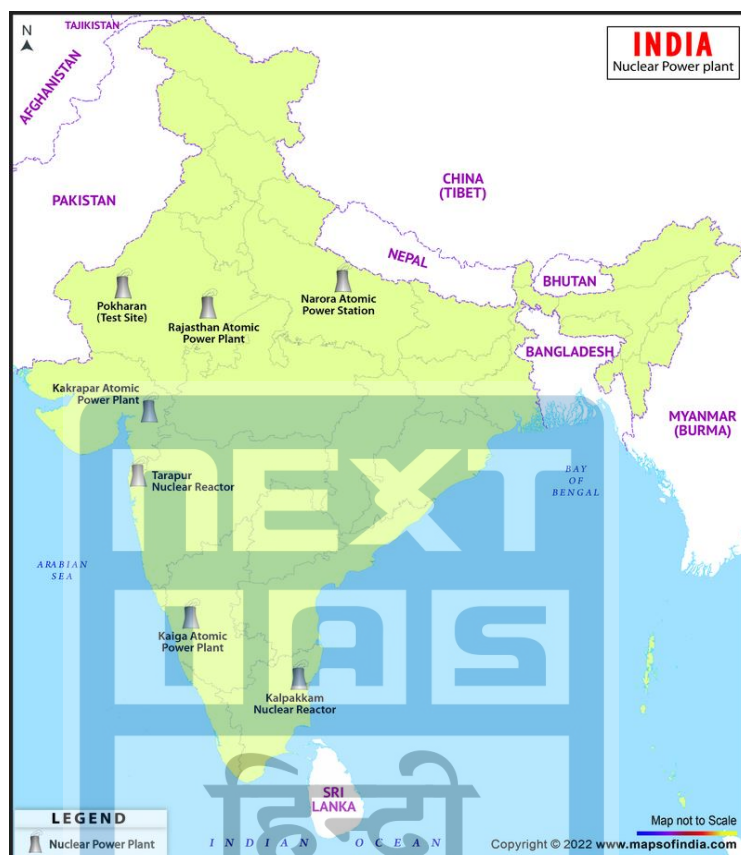 TAJIKISTAN
N
INDIA
Nuclear Power plant
AFGHANISTAN
PAKISTAN
CHINA
(TIBET)
NEPAL
BHUTAN
Pokharan
(Test Site)
Rajasthan Atomic
Power Plant
Narora Atomic
Power Station
BANGLADESH
Kakrapar Atomic
Power Plant
MYANMAR
(BURMA)
Tarapur
Nuclear Reactor
BAY
OF
BENGAL
NEXT
ARABIAN
SEA
IAS
Kaiga Atomic
Power Plant
Kalpakkam
Nuclear Reactor
हिन्दी
SRI
LANKA
LEGEND
Nuclear Power Plant
INDIAN OCEAN
Map not to Scale
Copyright © 2022 www.mapsofindia.com